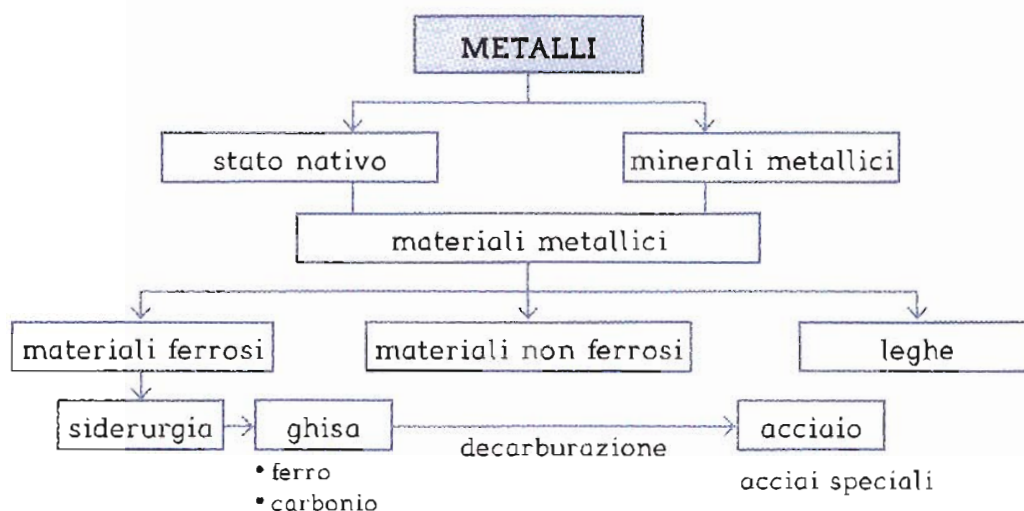 METALLI
stato nativo
minerali metallici
materiali metallici
materiali ferrosi
materiali non ferrosi
leghe
siderurgia
ghisa
decarburazione
acciaio
• ferro
• carbonio
acciai speciali